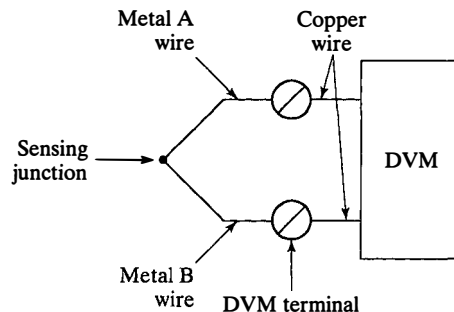 Metal A
wire
Copper
wire
Sensing
junction
DVM
Metal B
wire
DVM terminal